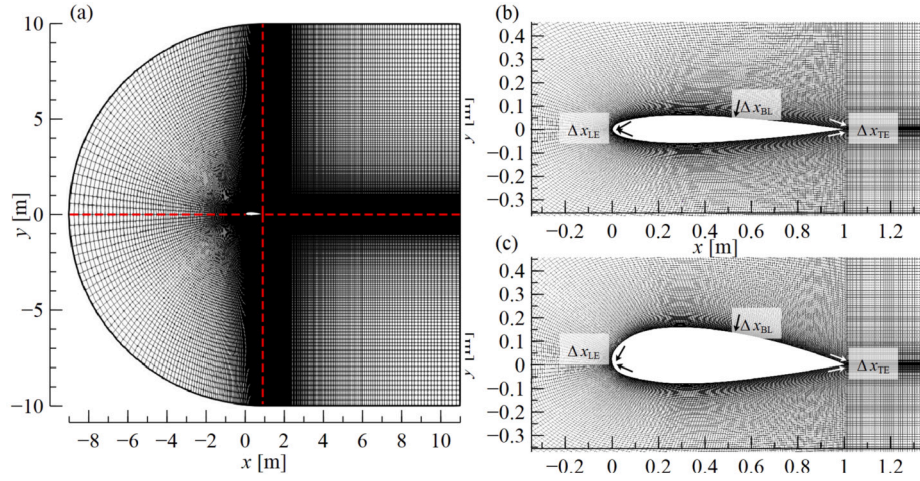 (a)
10
5
0
−5
−10
y [m]
−8 −6 −4 −2 0 2 4 6 8 10
x [m]
(b)
0.4
0.3
0.2
0.1
0
−0.1
−0.2
−0.3
y [m]
Δx_LE
Δx_BL
Δx_TE
−0.2 0 0.2 0.4 0.6 0.8 1 1.2
x [m]
(c)
0.4
0.3
0.2
0.1
0
−0.1
−0.2
−0.3
y [m]
Δx_LE
Δx_BL
Δx_TE
−0.2 0 0.2 0.4 0.6 0.8 1 1.2